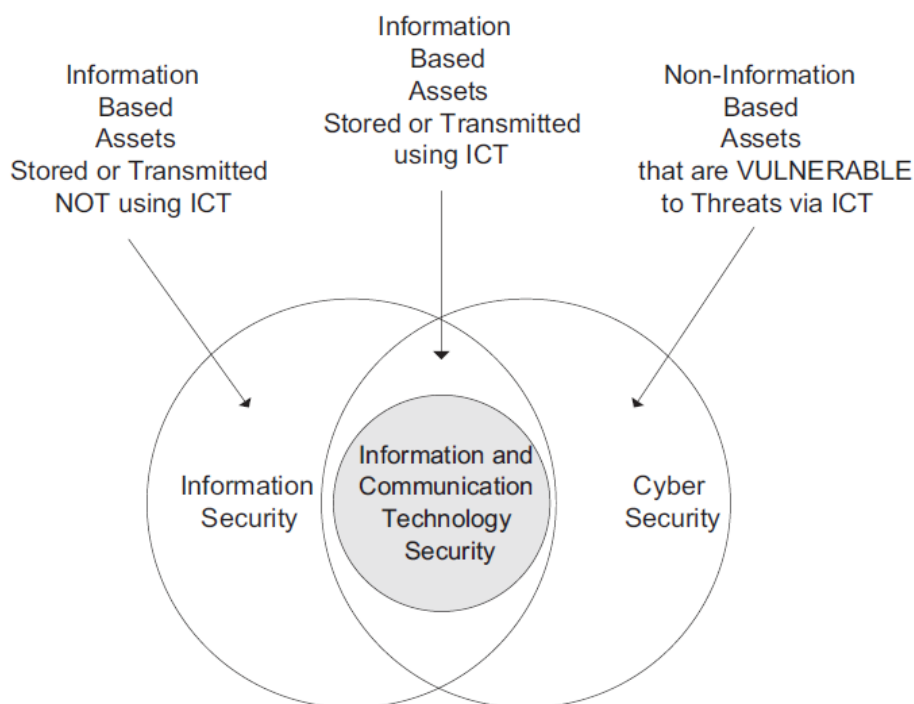 Information
Based
Assets
Stored or Transmitted
NOT using ICT
Information
Based
Assets
Stored or Transmitted
using ICT
Non-Information
Based
Assets
that are VULNERABLE
to Threats via ICT
Information
Security
Information and
Communication
Technology
Security
Cyber
Security